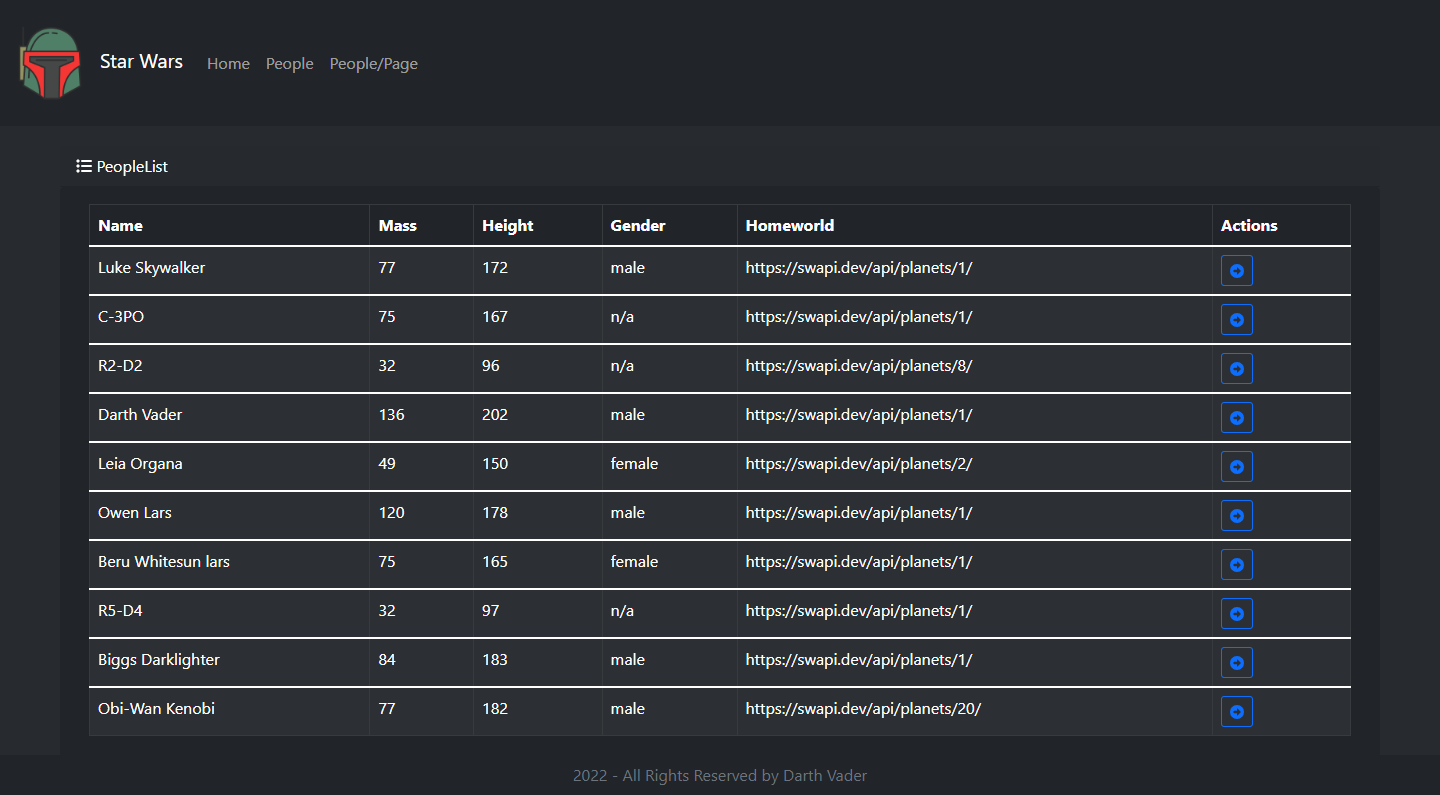 Star Wars Home People People/Page
PeopleList
Name Mass Height Gender Homeworld Actions
Luke Skywalker 77 172 male https://swapi.dev/api/planets/1/
C-3PO 75 167 n/a https://swapi.dev/api/planets/1/
R2-D2 32 96 n/a https://swapi.dev/api/planets/8/
Darth Vader 136 202 male https://swapi.dev/api/planets/1/
Leia Organa 49 150 female https://swapi.dev/api/planets/2/
Owen Lars 120 178 male https://swapi.dev/api/planets/1/
Beru Whitesun lars 75 165 female https://swapi.dev/api/planets/1/
R5-D4 32 97 n/a https://swapi.dev/api/planets/1/
Biggs Darklighter 84 183 male https://swapi.dev/api/planets/1/
Obi-Wan Kenobi 77 182 male https://swapi.dev/api/planets/20/
2022 - All Rights Reserved by Darth Vader